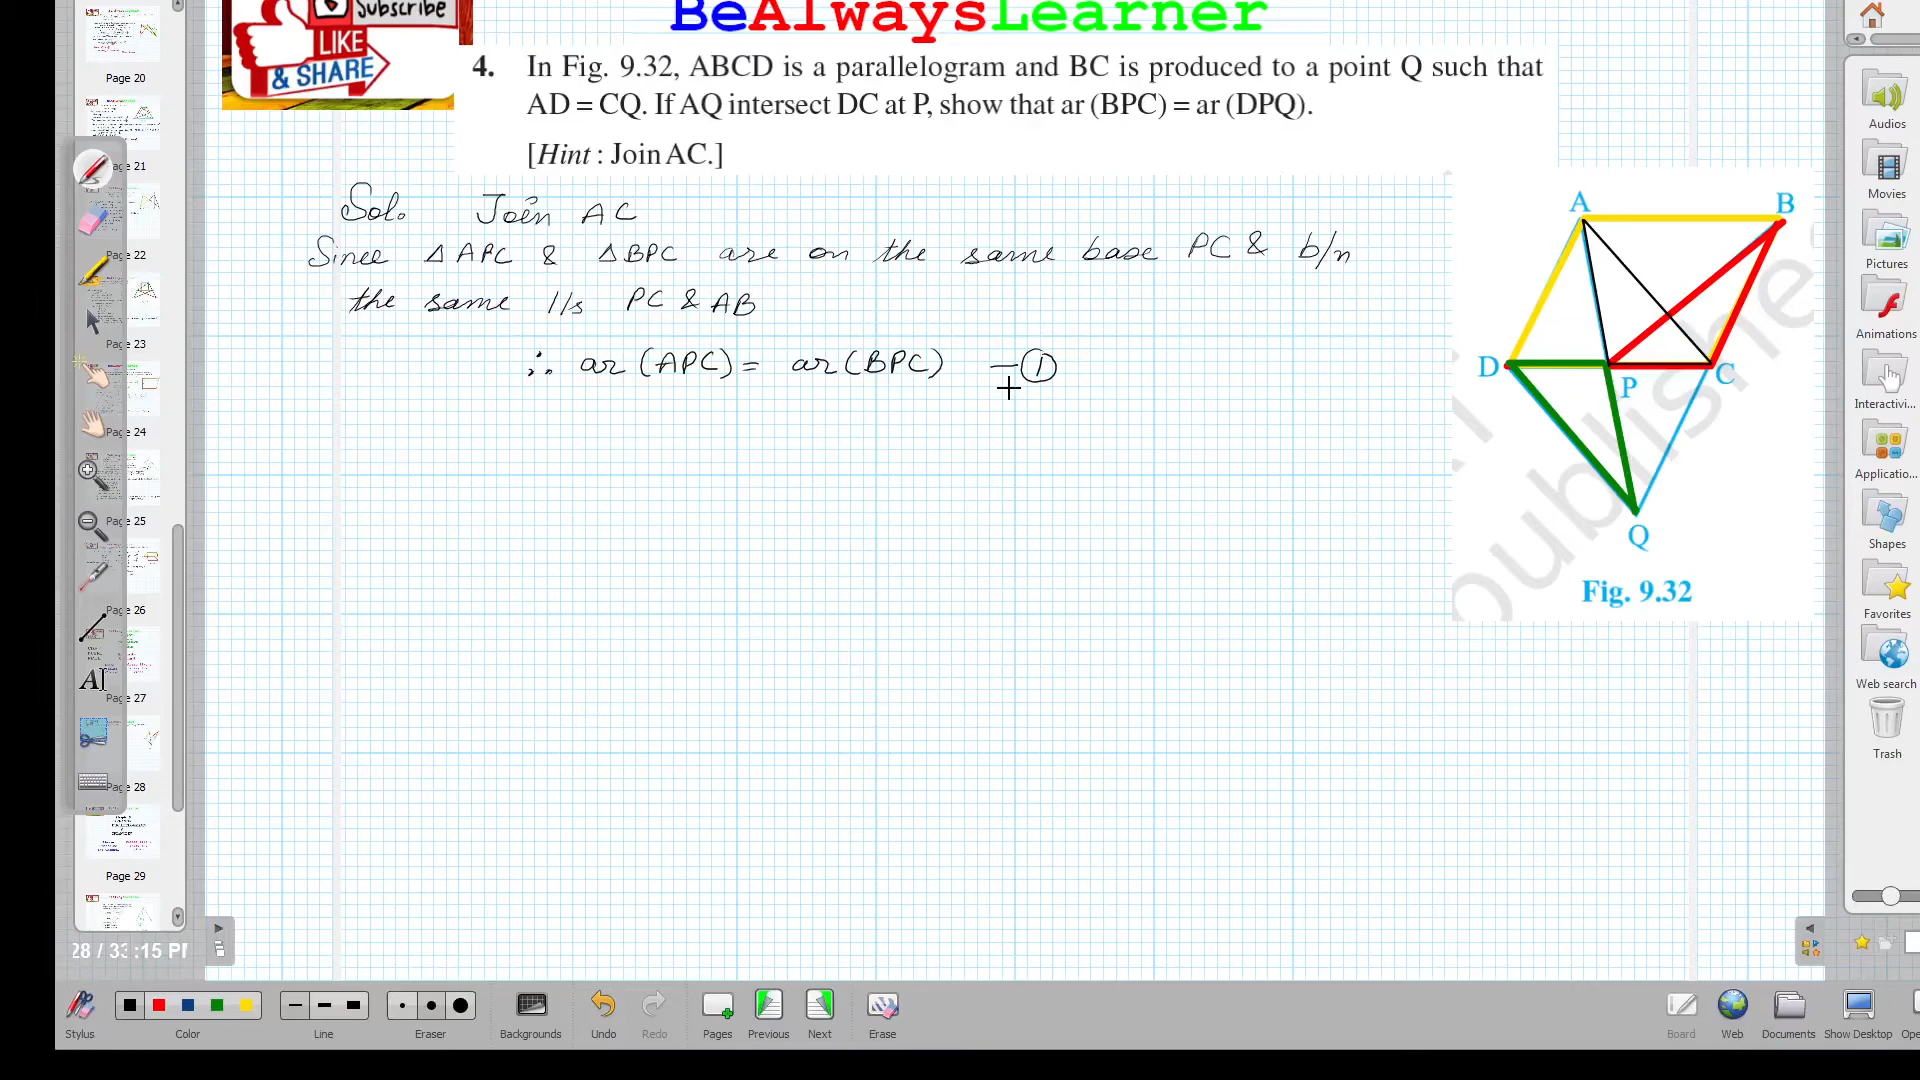 Subscribe
LIKE
& SHARE
BeAlwaysLearner
4. In Fig. 9.32, ABCD is a parallelogram and BC is produced to a point Q such that
AD = CQ. If AQ intersect DC at P, show that ar (BPC) = ar (DPQ).
[Hint : Join AC.]
Sol. Join AC
Since △APC & △BPC are on the same base PC & b/n
the same //s PC & AB
∴ ar (APC) = ar (BPC) — ①
A
B
D
P
C
Q
Fig. 9.32
Page 20
Page 21
Page 22
Page 23
Page 24
Page 25
Page 26
Page 27
Page 28
Page 29
Audios
Movies
Pictures
Animations
Interactivi...
Applicatio...
Shapes
Favorites
Web search
Trash
Stylus
Color
Line
Eraser
Backgrounds
Undo
Redo
Pages
Previous
Next
Erase
Board
Web
Documents
Show Desktop